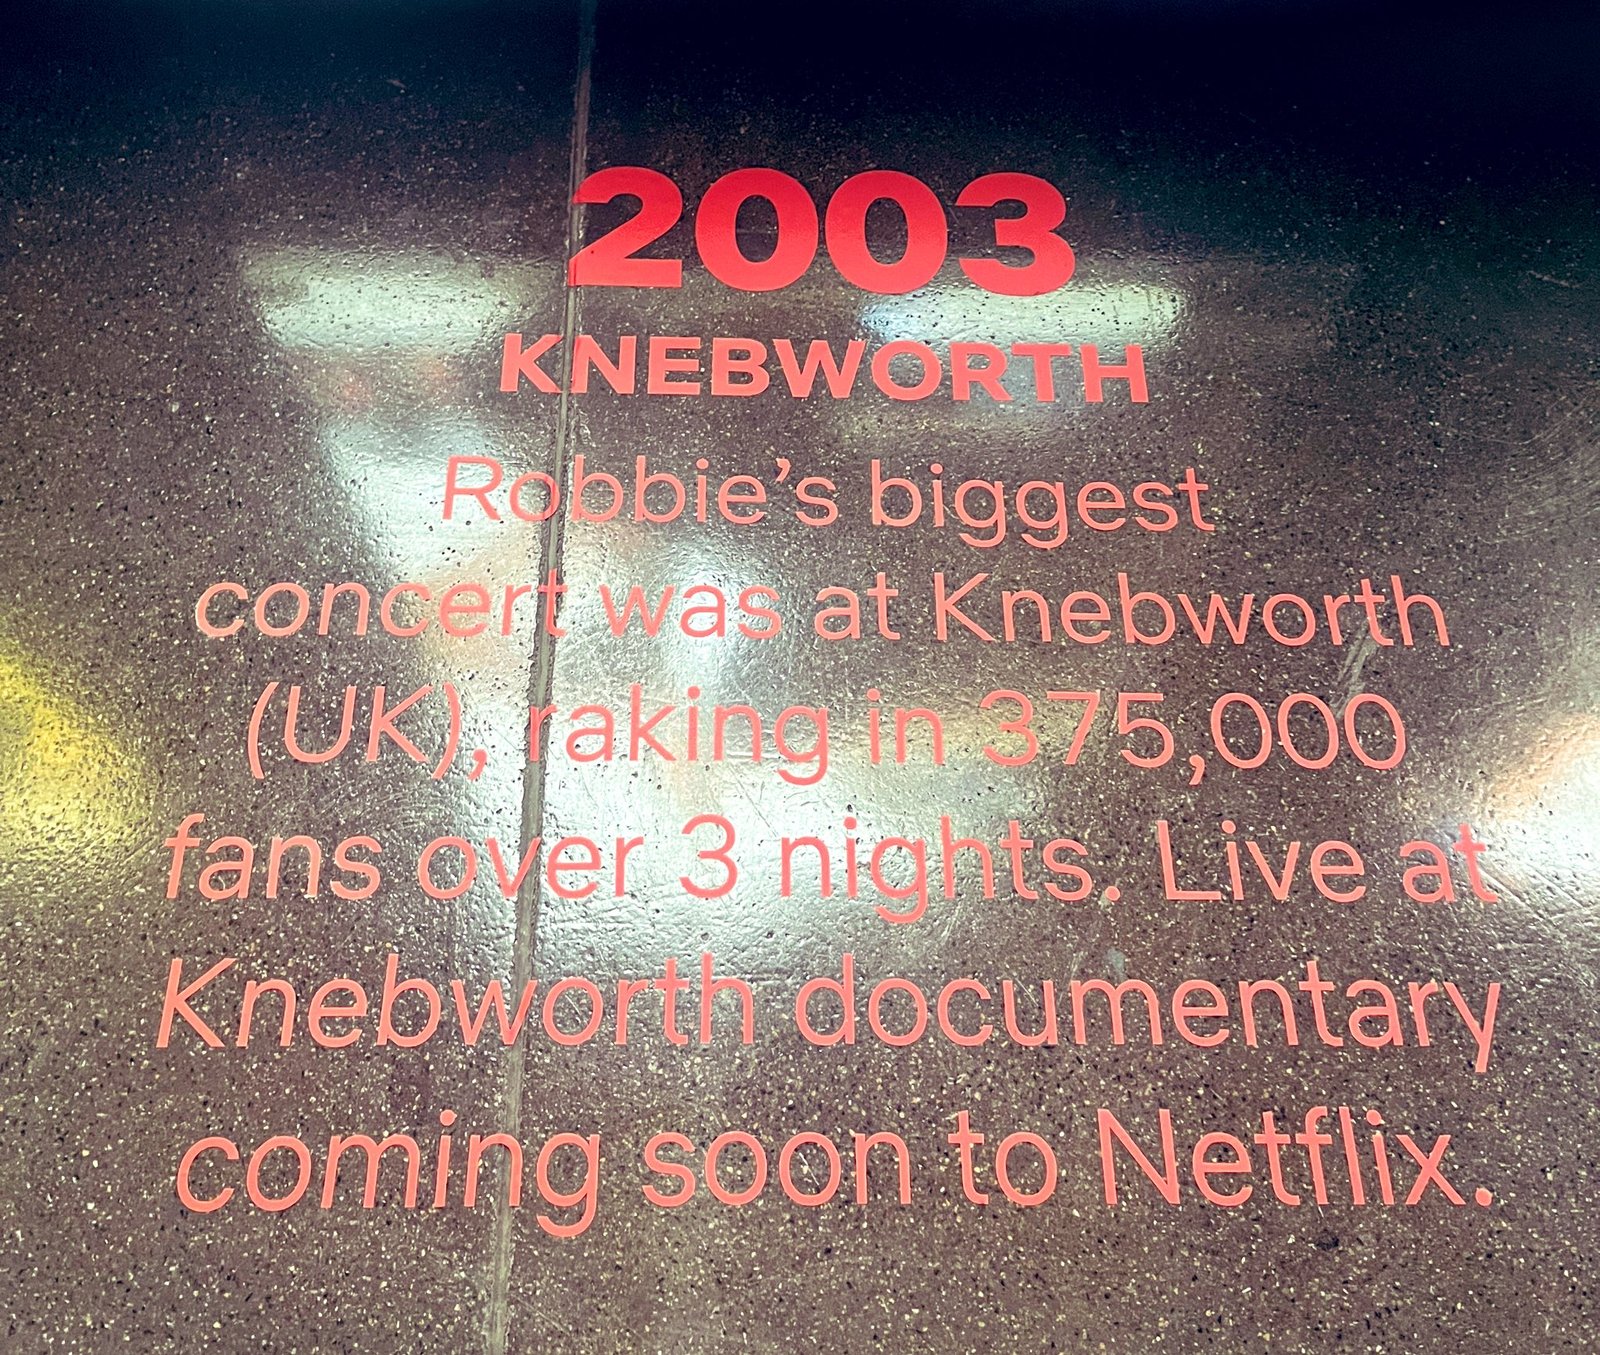 2003
KNEBWORTH
Robbie’s biggest
concert was at Knebworth
(UK), raking in 375,000
fans over 3 nights. Live at
Knebworth documentary
coming soon to Netflix.